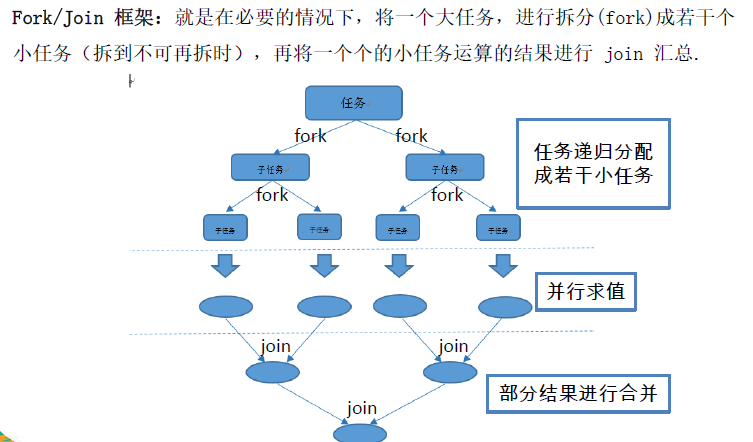 Fork/Join 框架：就是在必要的情况下，将一个大任务，进行拆分(fork)成若干个
小任务（拆到不可再拆时），再将一个个的小任务运算的结果进行 join 汇总.
任务
fork
fork
子任务
子任务
任务递归分配
成若干小任务
fork
fork
子任务
子任务
子任务
子任务
并行求值
join
join
部分结果进行合并
join